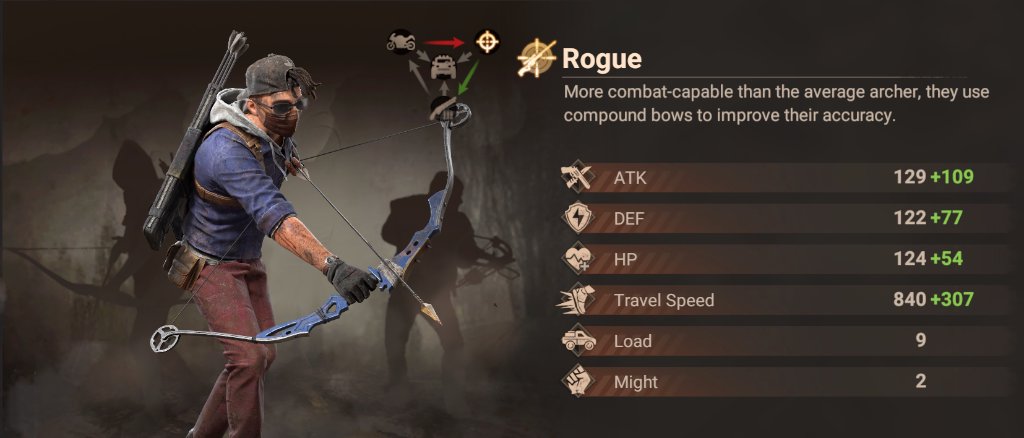 Rogue
More combat-capable than the average archer, they use
compound bows to improve their accuracy.
ATK 129 +109
DEF 122 +77
HP 124 +54
Travel Speed 840 +307
Load 9
Might 2